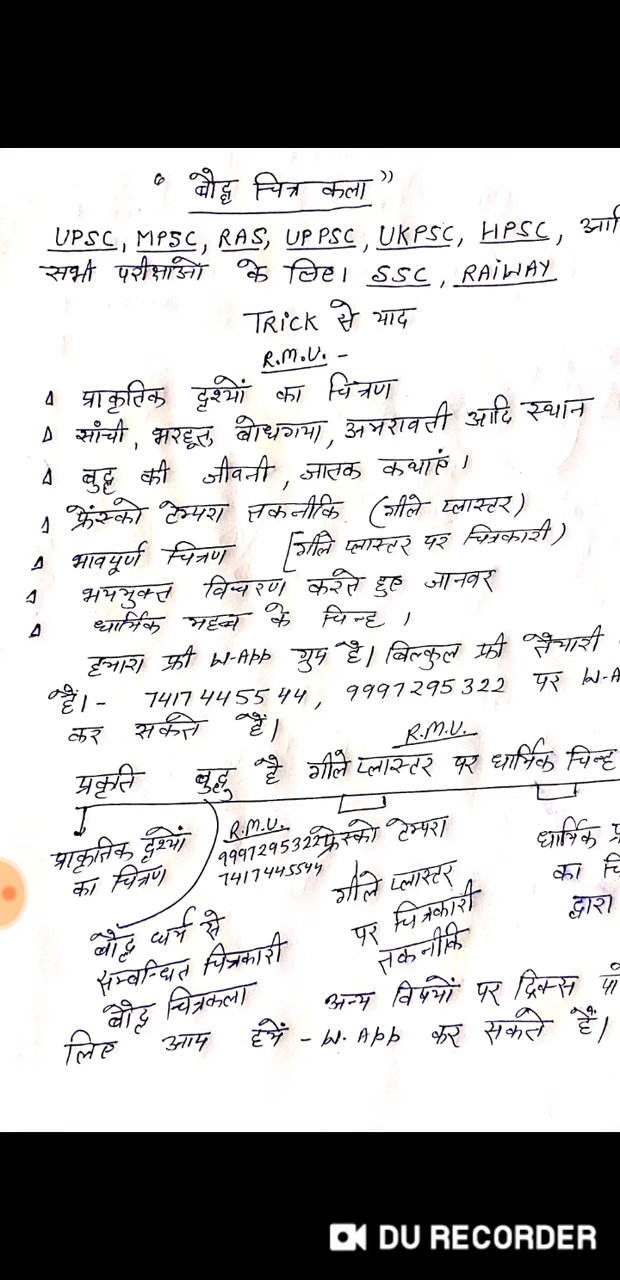 " बौद्ध चित्र कला "
UPSC, MPSC, RAS, UPPSC, UKPSC, HPSC, आदि
सभी परीक्षाओ के लिए। SSC, RAILWAY
TRICK से याद
R.M.U. -
प्राकृतिक दृश्यों का चित्रण
सांची, भरहूत, बोधगया, अमरावती आदि स्थान
बुद्ध की जीवनी, जातक कथाएं।
फ्रेंस्को टेम्परा तकनीकि (गीले प्लास्टर)
भावपूर्ण चित्रण [गीले प्लास्टर पर चित्रकारी)
भययुक्त विचरण करते हुए जानवर
धार्मिक महत्व के चिन्ह।
हमारा फ्री W-App ग्रुप है। बिल्कुल फ्री तैयारी
है।- 7417445544, 9997295322 पर W-A
कर सकते हैं।
R.M.U.
प्रकृति बुद्ध है गीले प्लास्टर पर धार्मिक चिन्ह
प्राकृतिक दृश्यों
का चित्रण
R.M.U.
9997295322
7417445544
फ्रेस्को टेम्परा
गीले प्लास्टर
पर चित्रकारी
तकनीकि
धार्मिक प्र
का चि
द्वारा
बौद्ध धर्म से
सम्बन्धित चित्रकारी
बौद्ध चित्रकला
अन्य विषयों पर ट्रिक्स पा
लिए आप हमें - W. App कर सकते हैं।
DU RECORDER